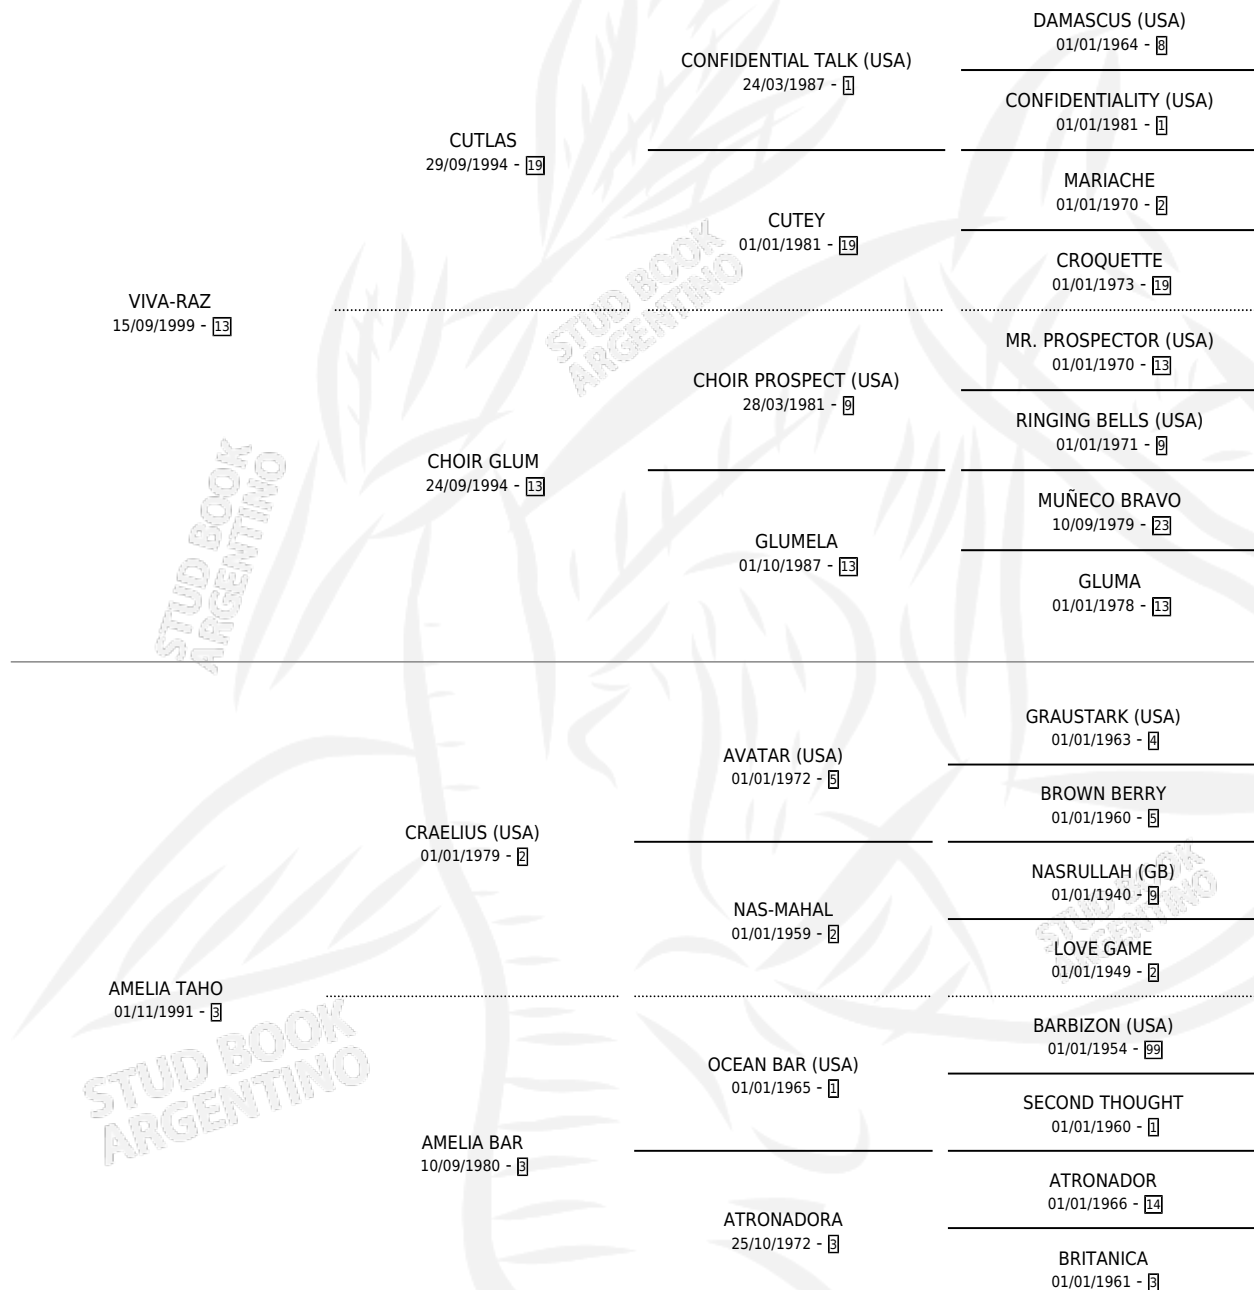 DAMASCUS (USA)
01/01/1964 - 8
CONFIDENTIAL TALK (USA)
24/03/1987 - 1
CONFIDENTIALITY (USA)
01/01/1981 - 1
CUTLAS
29/09/1994 - 19
MARIACHE
01/01/1970 - 2
CUTEY
01/01/1981 - 19
CROQUETTE
01/01/1973 - 19
VIVA-RAZ
15/09/1999 - 13
MR. PROSPECTOR (USA)
01/01/1970 - 13
CHOIR PROSPECT (USA)
28/03/1981 - 9
RINGING BELLS (USA)
01/01/1971 - 9
CHOIR GLUM
24/09/1994 - 13
MUÑECO BRAVO
10/09/1979 - 23
GLUMELA
01/10/1987 - 13
GLUMA
01/01/1978 - 13
GRAUSTARK (USA)
01/01/1963 - 4
AVATAR (USA)
01/01/1972 - 5
BROWN BERRY
01/01/1960 - 5
CRAELIUS (USA)
01/01/1979 - 2
NASRULLAH (GB)
01/01/1940 - 9
NAS-MAHAL
01/01/1959 - 2
LOVE GAME
01/01/1949 - 2
AMELIA TAHO
01/11/1991 - 3
BARBIZON (USA)
01/01/1954 - 99
OCEAN BAR (USA)
01/01/1965 - 1
SECOND THOUGHT
01/01/1960 - 1
AMELIA BAR
10/09/1980 - 3
ATRONADOR
01/01/1966 - 14
ATRONADORA
25/10/1972 - 3
BRITANICA
01/01/1961 - 3
STUD BOOK
ARGENTINO
STUD BOOK
ARGENTINO
STUD BOOK
ARGENTINO
STUD BOOK
ARGENTINO